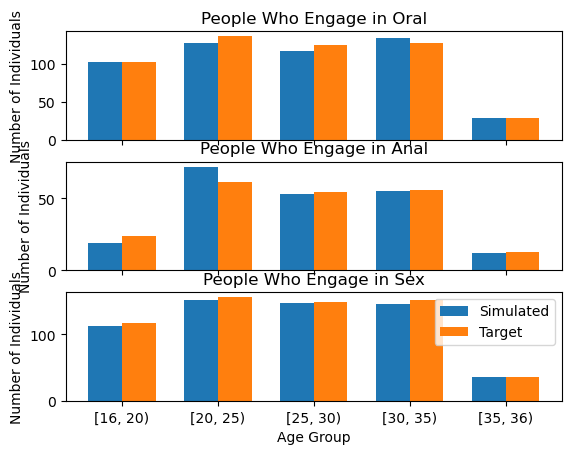 People Who Engage in Oral
Number of Individuals
100
50
0
People Who Engage in Anal
Number of Individuals
50
0
People Who Engage in Sex
Number of Individuals
100
0
Simulated
Target
[16, 20)
[20, 25)
[25, 30)
[30, 35)
[35, 36)
Age Group